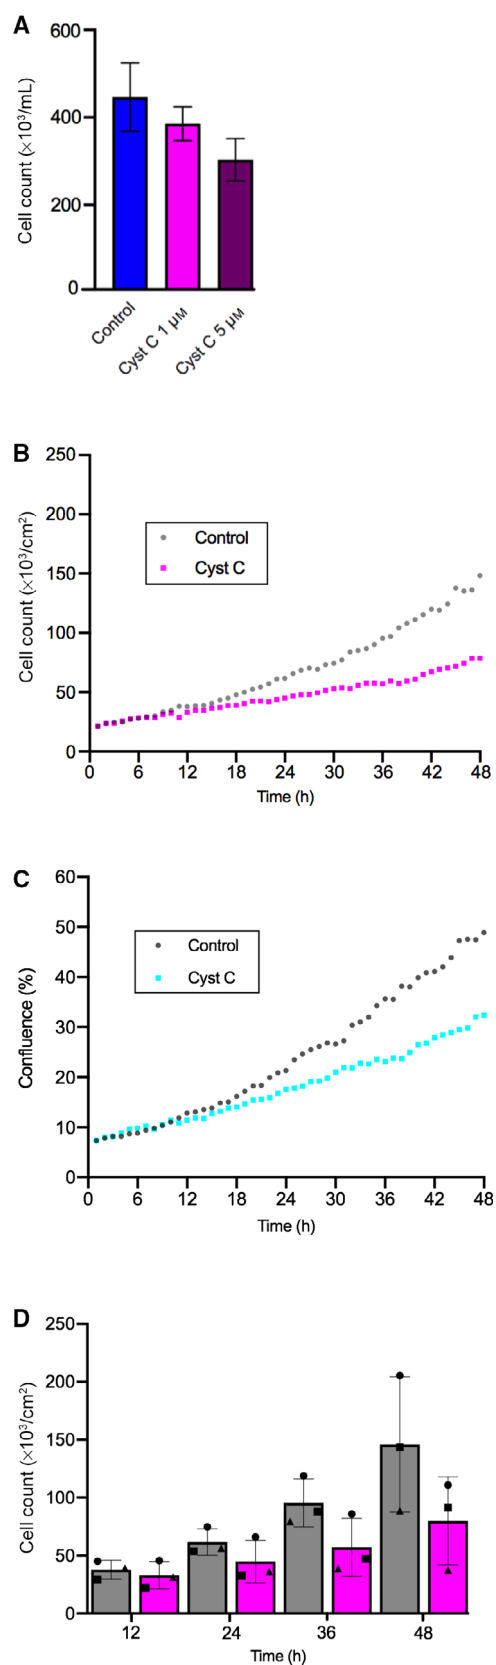 A
600
400
200
0
Cell count (×10³/mL)
Control
Cyst C 1 μM
Cyst C 5 μM
B
250
200
150
100
50
0
Cell count (×10³/cm²)
Control
Cyst C
0 6 12 18 24 30 36 42 48
Time (h)
C
60
50
40
30
20
10
0
Confluence (%)
Control
Cyst C
0 6 12 18 24 30 36 42 48
Time (h)
D
250
200
150
100
50
0
Cell count (×10³/cm²)
12 24 36 48
Time (h)